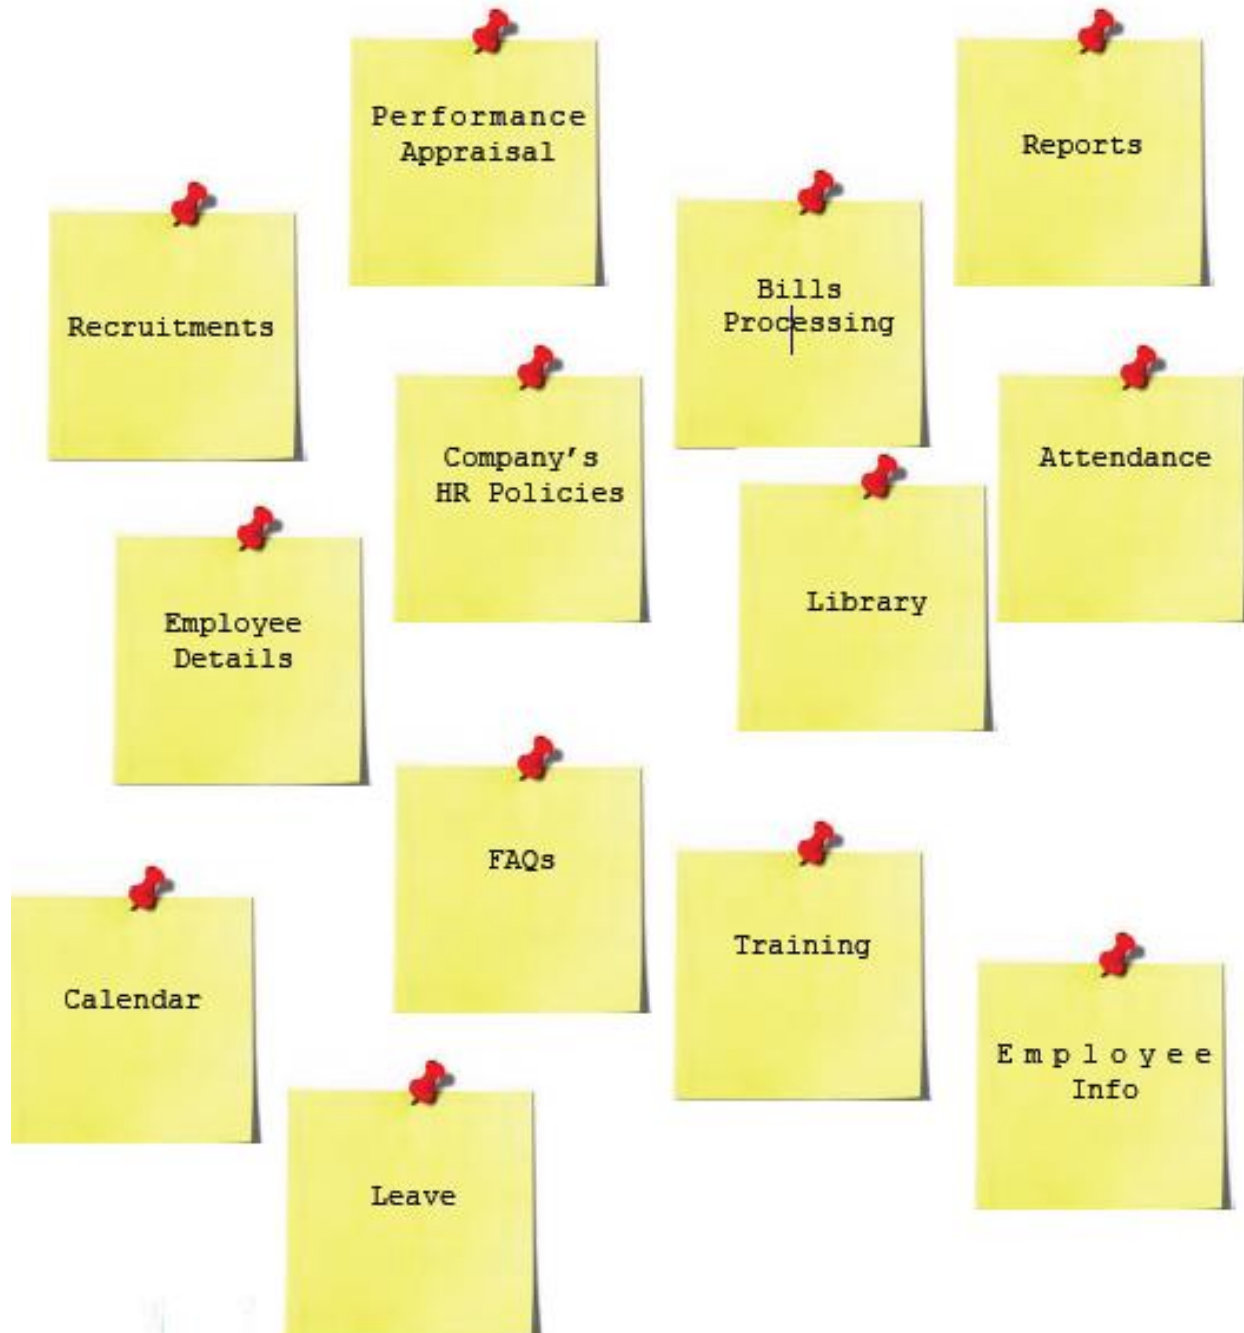 Performance
Appraisal
Reports
Recruitments
Bills
Processing
Company’s
HR Policies
Attendance
Employee
Details
Library
FAQs
Training
Calendar
Employee
Info
Leave